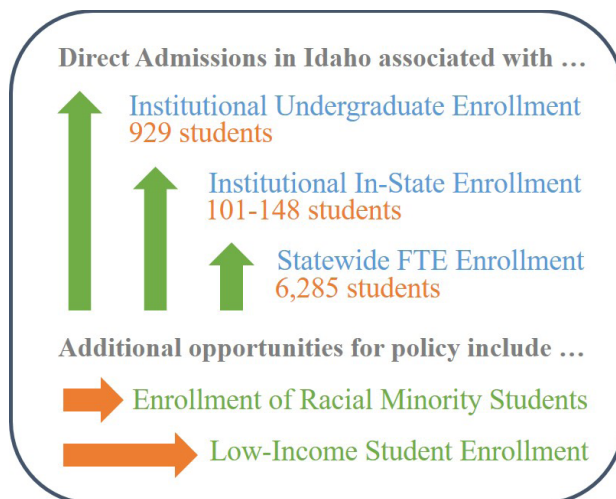 Direct Admissions in Idaho associated with …
Institutional Undergraduate Enrollment
929 students
Institutional In-State Enrollment
101-148 students
Statewide FTE Enrollment
6,285 students
Additional opportunities for policy include …
Enrollment of Racial Minority Students
Low-Income Student Enrollment